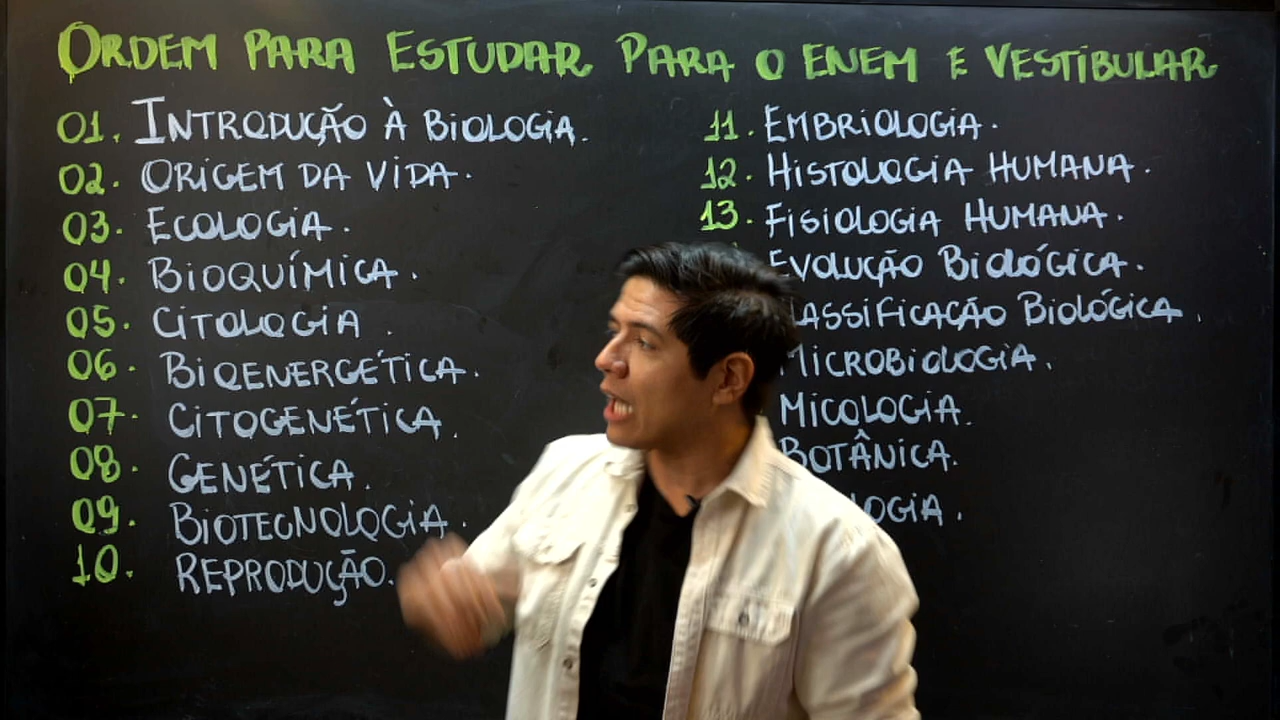 ORDEM PARA ESTUDAR PARA O ENEM E VESTIBULAR
01. INTRODUÇÃO À BIOLOGIA.
02. ORIGEM DA VIDA.
03. ECOLOGIA.
04. BIOQUÍMICA.
05. CITOLOGIA.
06. BIOENERGÉTICA.
07. CITOGENÉTICA.
08. GENÉTICA.
09. BIOTECNOLOGIA.
10. REPRODUÇÃO.
11. EMBRIOLOGIA.
12. HISTOLOGIA HUMANA.
13. FISIOLOGIA HUMANA.
EVOLUÇÃO BIOLÓGICA.
BIOLÓGICA.
MICROBIOLOGIA.
MICOLOGIA.
BOTÂNICA.